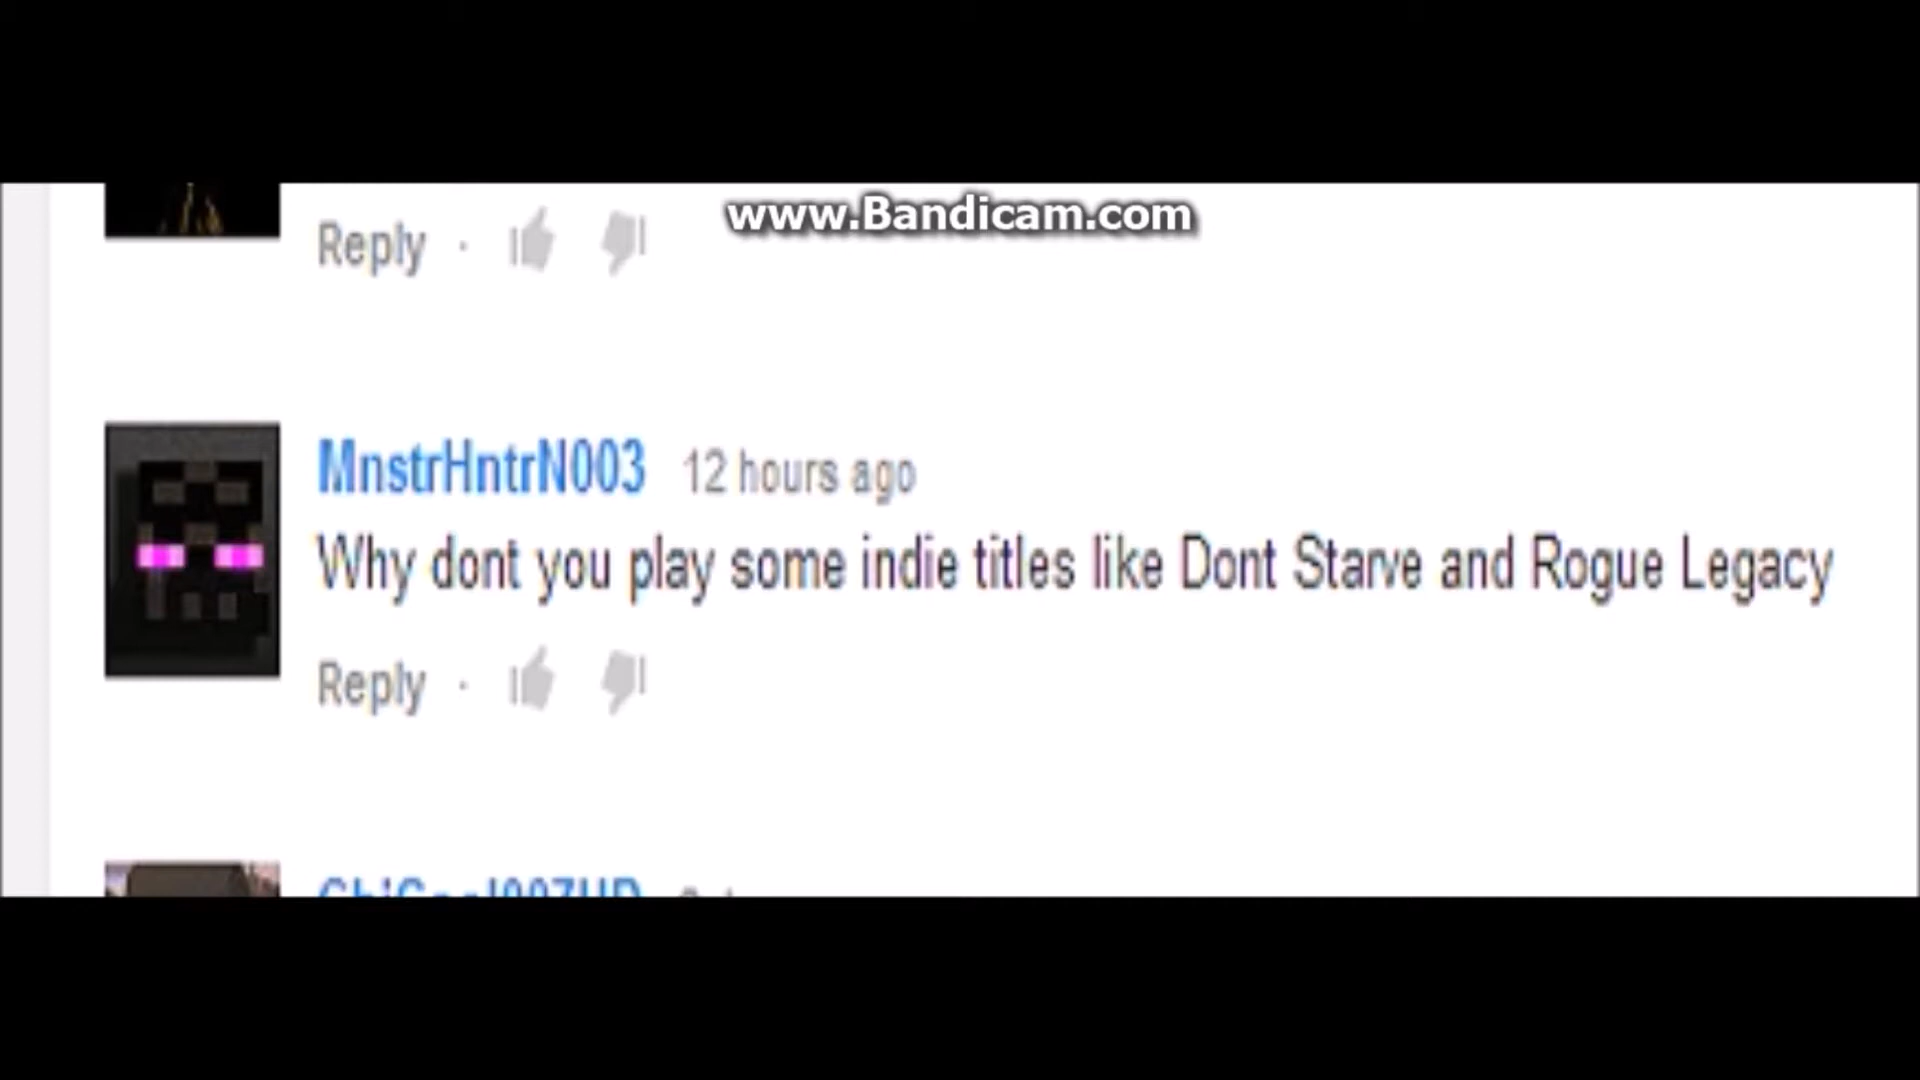 www.Bandicam.com
Reply ·
MnstrHntrN003 12 hours ago
Why dont you play some indie titles like Dont Starve and Rogue Legacy
Reply ·